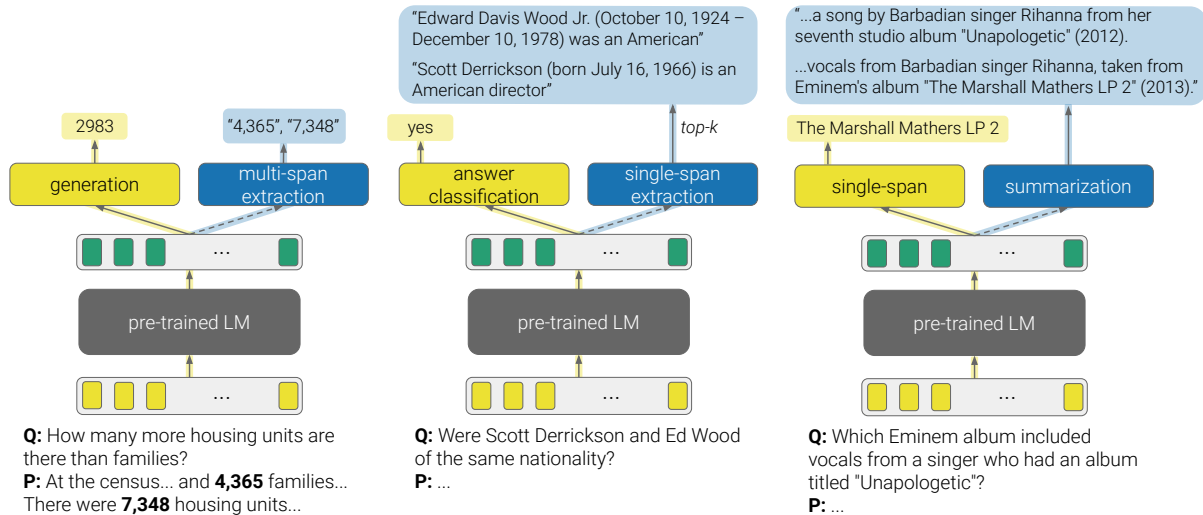 2983
"4,365", "7,348"
generation
multi-span
extraction
...
pre-trained LM
...
Q: How many more housing units are
there than families?
P: At the census... and 4,365 families...
There were 7,348 housing units...
"Edward Davis Wood Jr. (October 10, 1924 –
December 10, 1978) was an American"
"Scott Derrickson (born July 16, 1966) is an
American director"
yes
top-k
answer
classification
single-span
extraction
...
pre-trained LM
...
Q: Were Scott Derrickson and Ed Wood
of the same nationality?
P: ...
"...a song by Barbadian singer Rihanna from her
seventh studio album "Unapologetic" (2012).
...vocals from Barbadian singer Rihanna, taken from
Eminem's album "The Marshall Mathers LP 2" (2013)."
The Marshall Mathers LP 2
single-span
summarization
...
pre-trained LM
...
Q: Which Eminem album included
vocals from a singer who had an album
titled "Unapologetic"?
P: ...